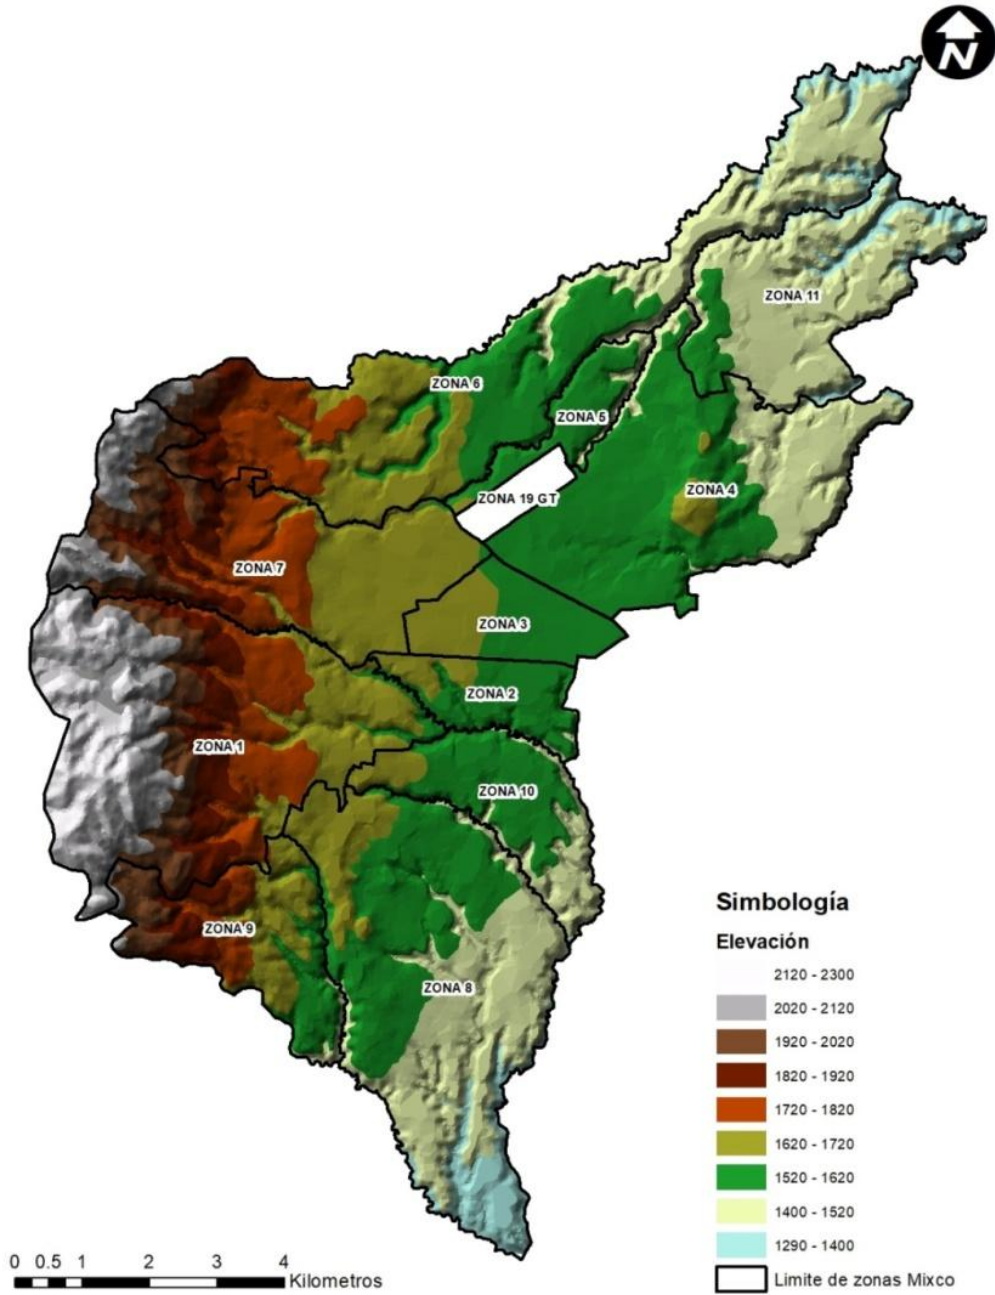 N
ZONA 11
ZONA 6
ZONA 5
ZONA 4
ZONA 19 GT
ZONA 7
ZONA 3
ZONA 2
ZONA 1
ZONA 10
ZONA 9
ZONA 8
Simbología
Elevación
2120 - 2300
2020 - 2120
1920 - 2020
1820 - 1920
1720 - 1820
1620 - 1720
1520 - 1620
1400 - 1520
1290 - 1400
Limite de zonas Mixco
0 0.5 1 2 3 4
Kilometros